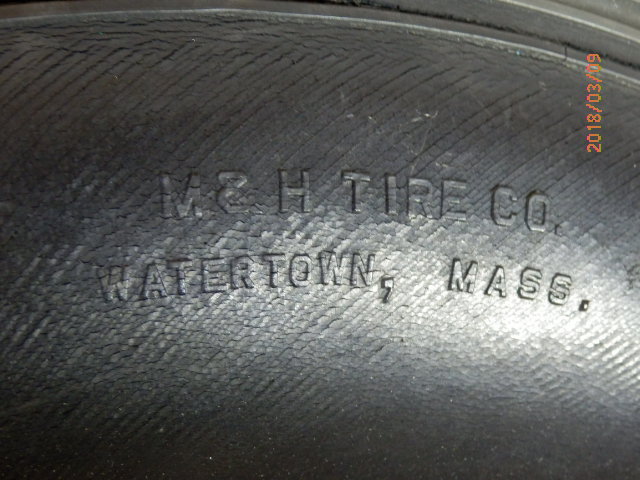 M & H TIRE CO.
WATERTOWN, MASS.
2018/03/09